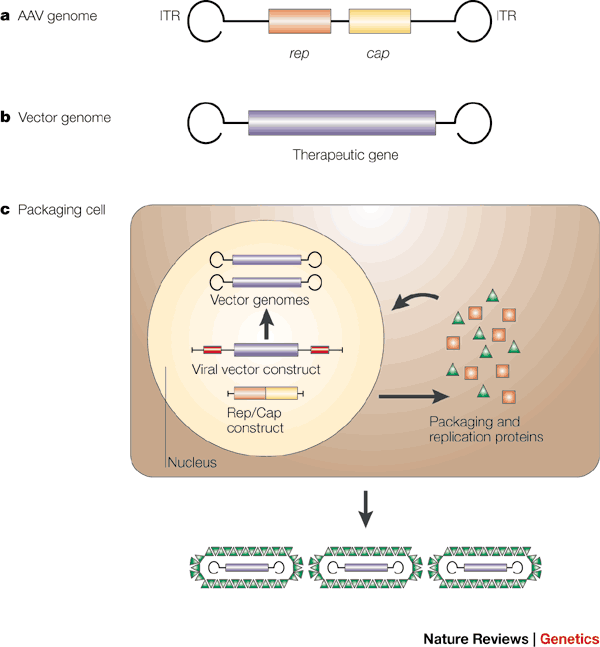 a AAV genome
ITR
ITR
rep
cap
b Vector genome
Therapeutic gene
c Packaging cell
Vector genomes
Viral vector construct
Rep/Cap
construct
Nucleus
Packaging and
replication proteins
Nature Reviews | Genetics